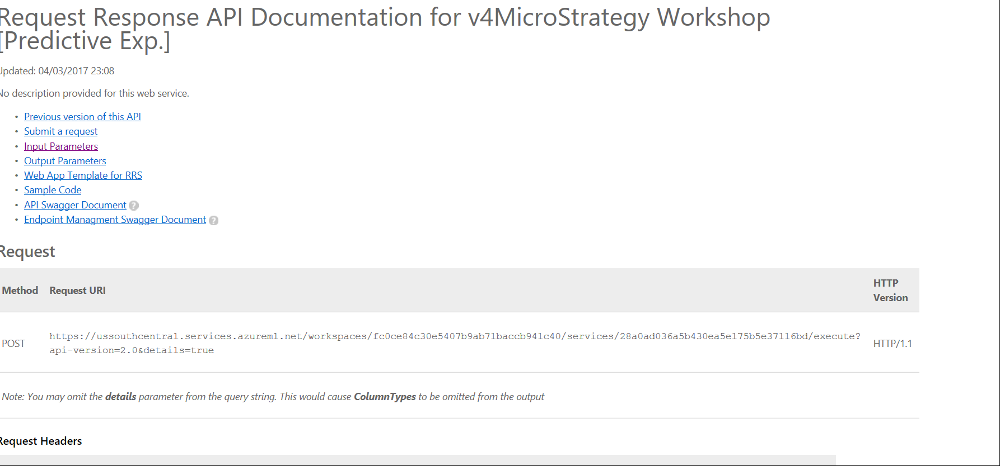 Request Response API Documentation for v4MicroStrategy Workshop
[Predictive Exp.]
Updated: 04/03/2017 23:08
No description provided for this web service.
• Previous version of this API
• Submit a request
• Input Parameters
• Output Parameters
• Web App Template for RRS
• Sample Code
• API Swagger Document ?
• Endpoint Managment Swagger Document ?
Request
Method Request URI HTTP
Version
POST https://ussouthcentral.services.azureml.net/workspaces/fc0ce84c30e5407b9ab71baccb941c40/services/28a0ad036a5b430ea5e175b5e37116bd/execute?
api-version=2.0&details=true HTTP/1.1
Note: You may omit the details parameter from the query string. This would cause ColumnTypes to be omitted from the output
Request Headers